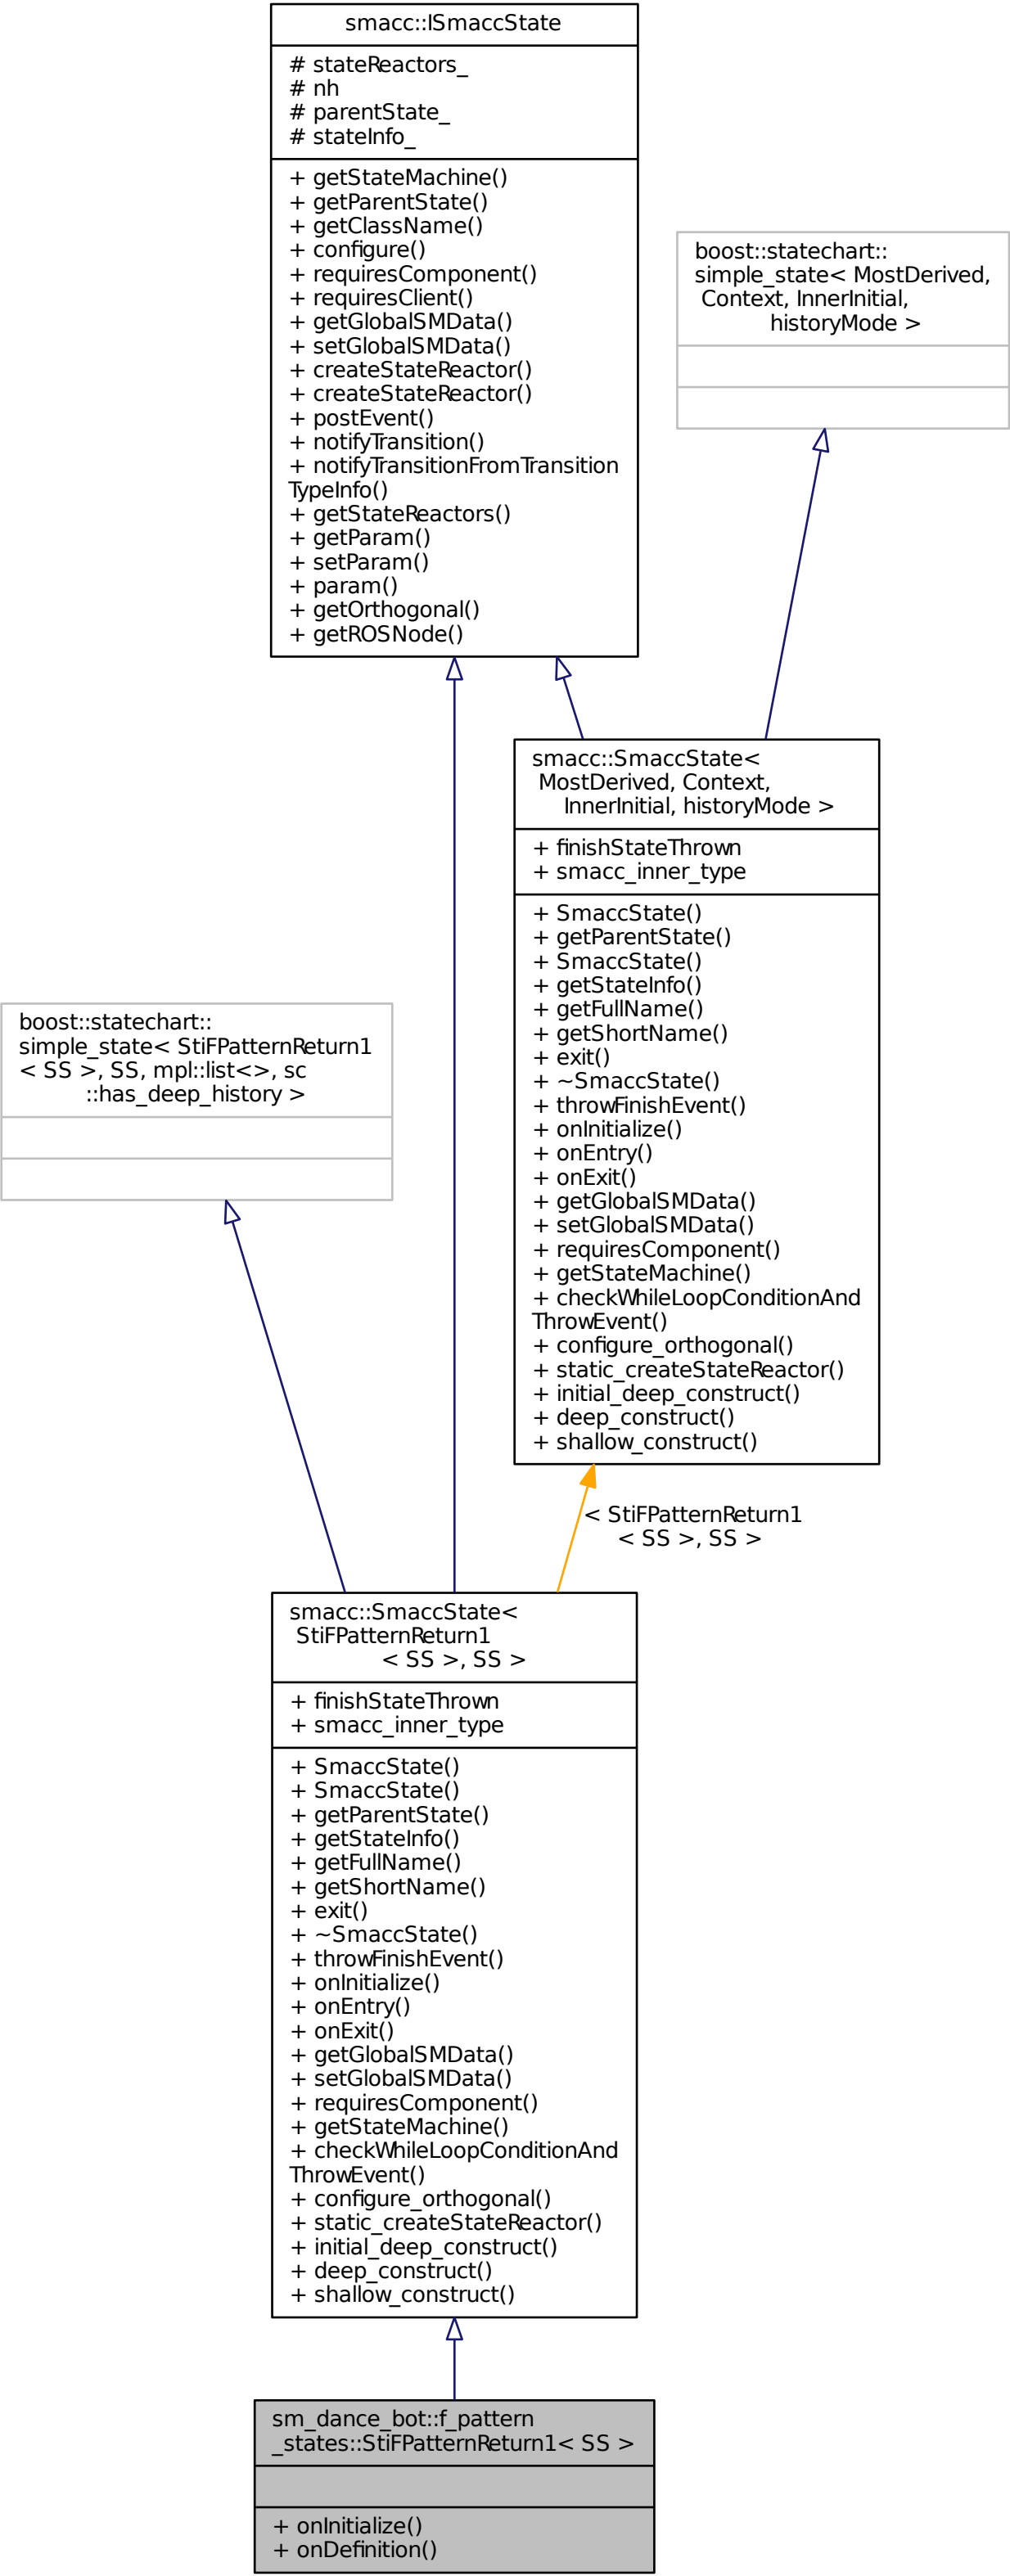 smacc::ISmaccState
# stateReactors_
# nh
# parentState_
# stateInfo_
+ getStateMachine()
+ getParentState()
+ getClassName()
+ configure()
+ requiresComponent()
+ requiresClient()
+ getGlobalSMData()
+ setGlobalSMData()
+ createStateReactor()
+ createStateReactor()
+ postEvent()
+ notifyTransition()
+ notifyTransitionFromTransition
TypeInfo()
+ getStateReactors()
+ getParam()
+ setParam()
+ param()
+ getOrthogonal()
+ getROSNode()
boost::statechart::
simple_state< MostDerived,
Context, InnerInitial,
historyMode >
smacc::SmaccState<
MostDerived, Context,
InnerInitial, historyMode >
+ finishStateThrown
+ smacc_inner_type
+ SmaccState()
+ getParentState()
+ SmaccState()
+ getStateInfo()
+ getFullName()
+ getShortName()
+ exit()
+ ~SmaccState()
+ throwFinishEvent()
+ onInitialize()
+ onEntry()
+ onExit()
+ getGlobalSMData()
+ setGlobalSMData()
+ requiresComponent()
+ getStateMachine()
+ checkWhileLoopConditionAnd
ThrowEvent()
+ configure_orthogonal()
+ static_createStateReactor()
+ initial_deep_construct()
+ deep_construct()
+ shallow_construct()
boost::statechart::
simple_state< StiFPatternReturn1
< SS >, SS, mpl::list<>, sc
::has_deep_history >
< StiFPatternReturn1
< SS >, SS >
smacc::SmaccState<
StiFPatternReturn1
< SS >, SS >
+ finishStateThrown
+ smacc_inner_type
+ SmaccState()
+ SmaccState()
+ getParentState()
+ getStateInfo()
+ getFullName()
+ getShortName()
+ exit()
+ ~SmaccState()
+ throwFinishEvent()
+ onInitialize()
+ onEntry()
+ onExit()
+ getGlobalSMData()
+ setGlobalSMData()
+ requiresComponent()
+ getStateMachine()
+ checkWhileLoopConditionAnd
ThrowEvent()
+ configure_orthogonal()
+ static_createStateReactor()
+ initial_deep_construct()
+ deep_construct()
+ shallow_construct()
sm_dance_bot::f_pattern
_states::StiFPatternReturn1< SS >
+ onInitialize()
+ onDefinition()